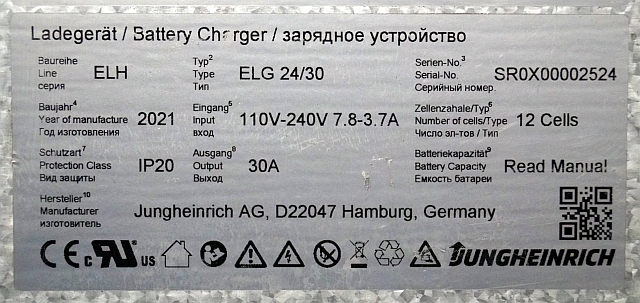 Ladegerät / Battery Charger / зарядное устройство
Baureihe
Line
серия
ELH
Typ²
Type
Тип
ELG 24/30
Serien-No.³
Serial-No.
Серийный номер.
SR0X00002524
Baujahr⁴
Year of manufacture
Год изготовления
2021
Eingang⁵
Input
вход
110V-240V 7.8-3.7A
Zellenzahale/Typ⁶
Number of cells/Type
Число эл-тов / Тип
12 Cells
Schutzart⁷
Protection Class
Вид защиты
IP20
Ausgang⁸
Output
Выход
30A
Batteriekapazität⁹
Battery Capacity
Емкость батареи
Read Manual
Hersteller¹⁰
Manufacturer
изготовитель
Jungheinrich AG, D22047 Hamburg, Germany
CE c RU US JUNGHEINRICH